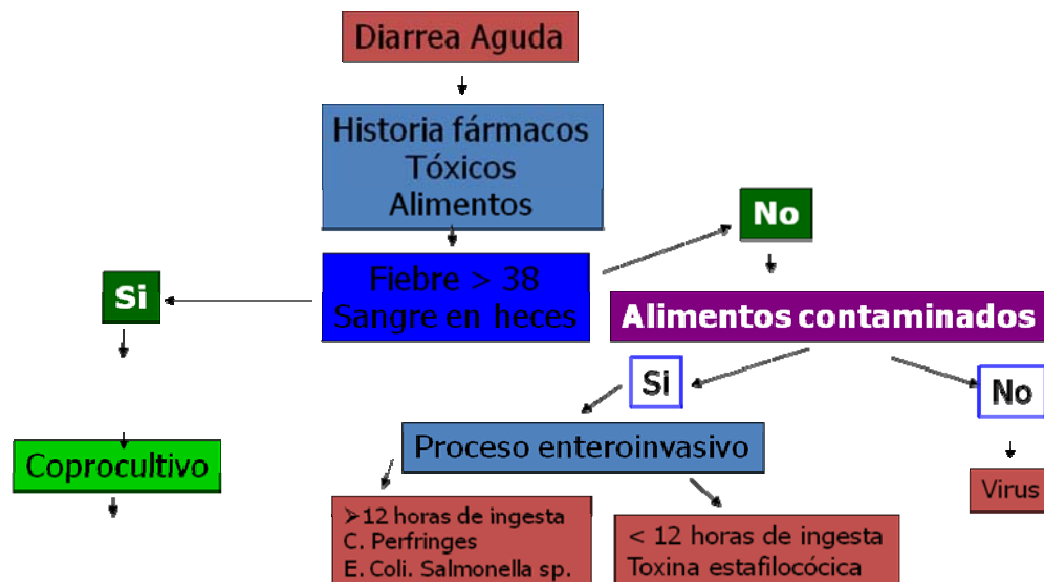 Diarrea Aguda
Historia fármacos
Tóxicos
Alimentos
No
Fiebre > 38
Sangre en heces
Si
Alimentos contaminados
Si
No
Proceso enteroinvasivo
Coprocultivo
Virus
➢12 horas de ingesta
C. Perfringes
E. Coli. Salmonella sp.
< 12 horas de ingesta
Toxina estafilocócica